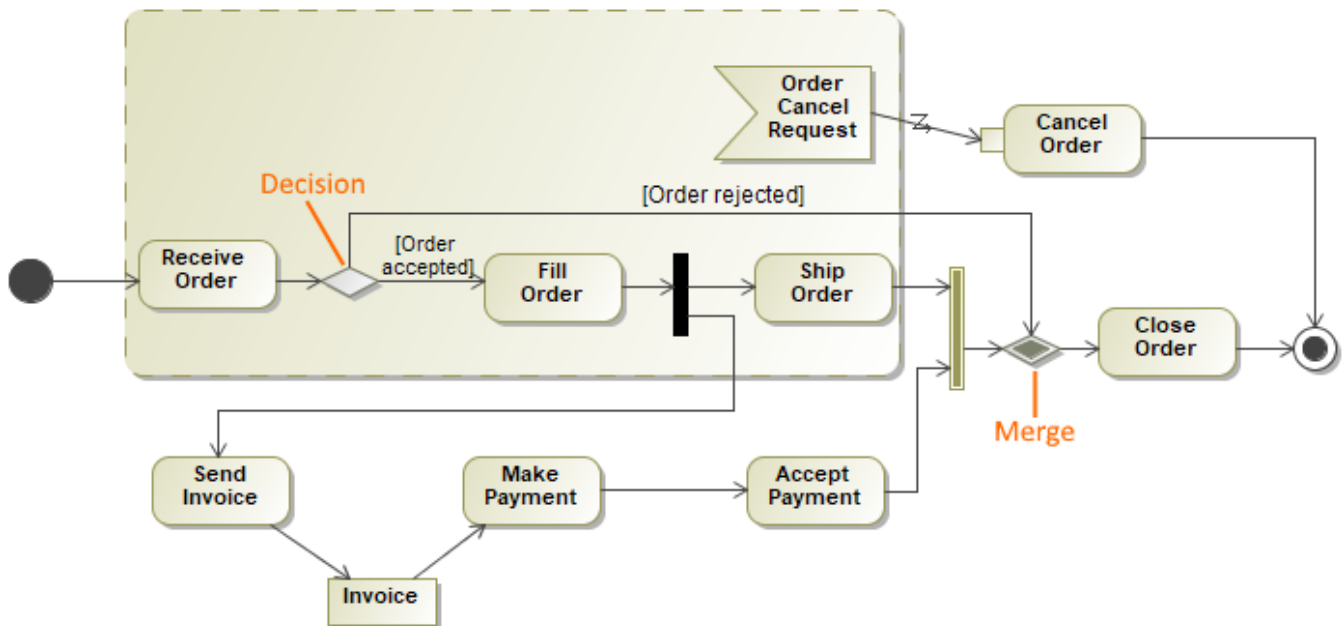 Order
Cancel
Request
Cancel
Order
Decision
[Order rejected]
Receive
Order
[Order
accepted]
Fill
Order
Ship
Order
Close
Order
Merge
Send
Invoice
Make
Payment
Accept
Payment
Invoice